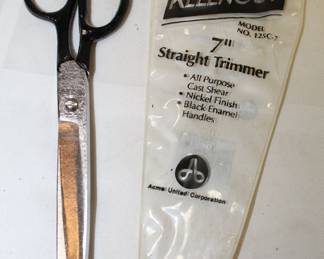 MODEL
NO. 125C-7
7"
Straight Trimmer
• All Purpose
Cast Shear
• Nickel Finish
• Black Enamel
Handles
Acme United Corporation